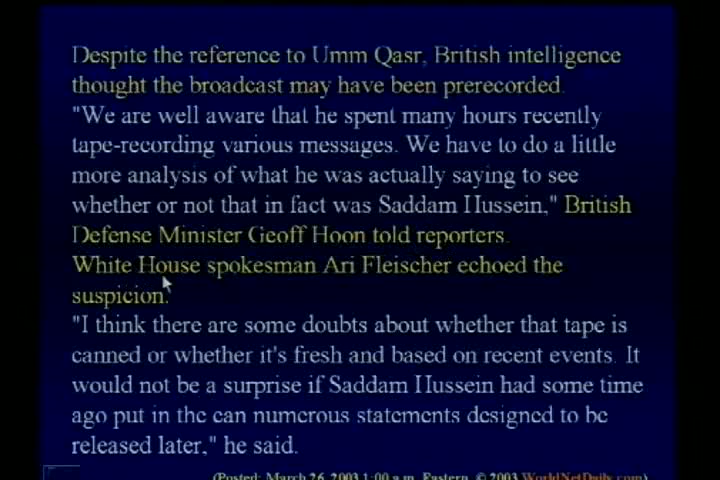 Despite the reference to Umm Qasr, British intelligence
thought the broadcast may have been prerecorded.
"We are well aware that he spent many hours recently
tape-recording various messages. We have to do a little
more analysis of what he was actually saying to see
whether or not that in fact was Saddam Hussein," British
Defense Minister Geoff Hoon told reporters.
White House spokesman Ari Fleischer echoed the
suspicion.
"I think there are some doubts about whether that tape is
canned or whether it's fresh and based on recent events. It
would not be a surprise if Saddam Hussein had some time
ago put in the can numerous statements designed to be
released later," he said.
(Posted: March 26, 2003 1:00 a.m. Eastern, © 2003 WorldNetDaily.com)